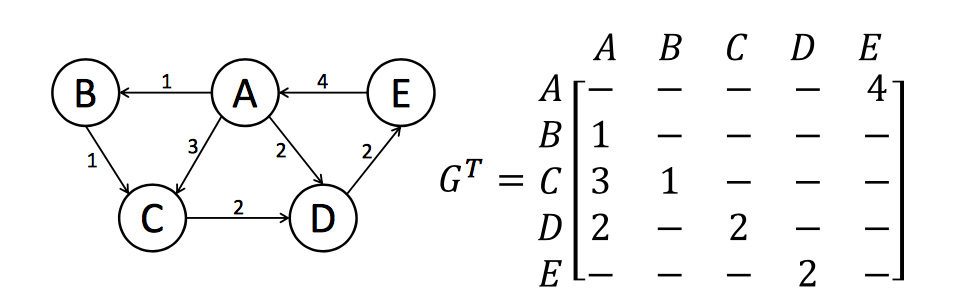 B 1 A 4 E
1 3 2 2
C 2 D
A B C D E
A – – – – 4
B 1 – – – –
G^T = C 3 1 – – –
D 2 – 2 – –
E – – – 2 –